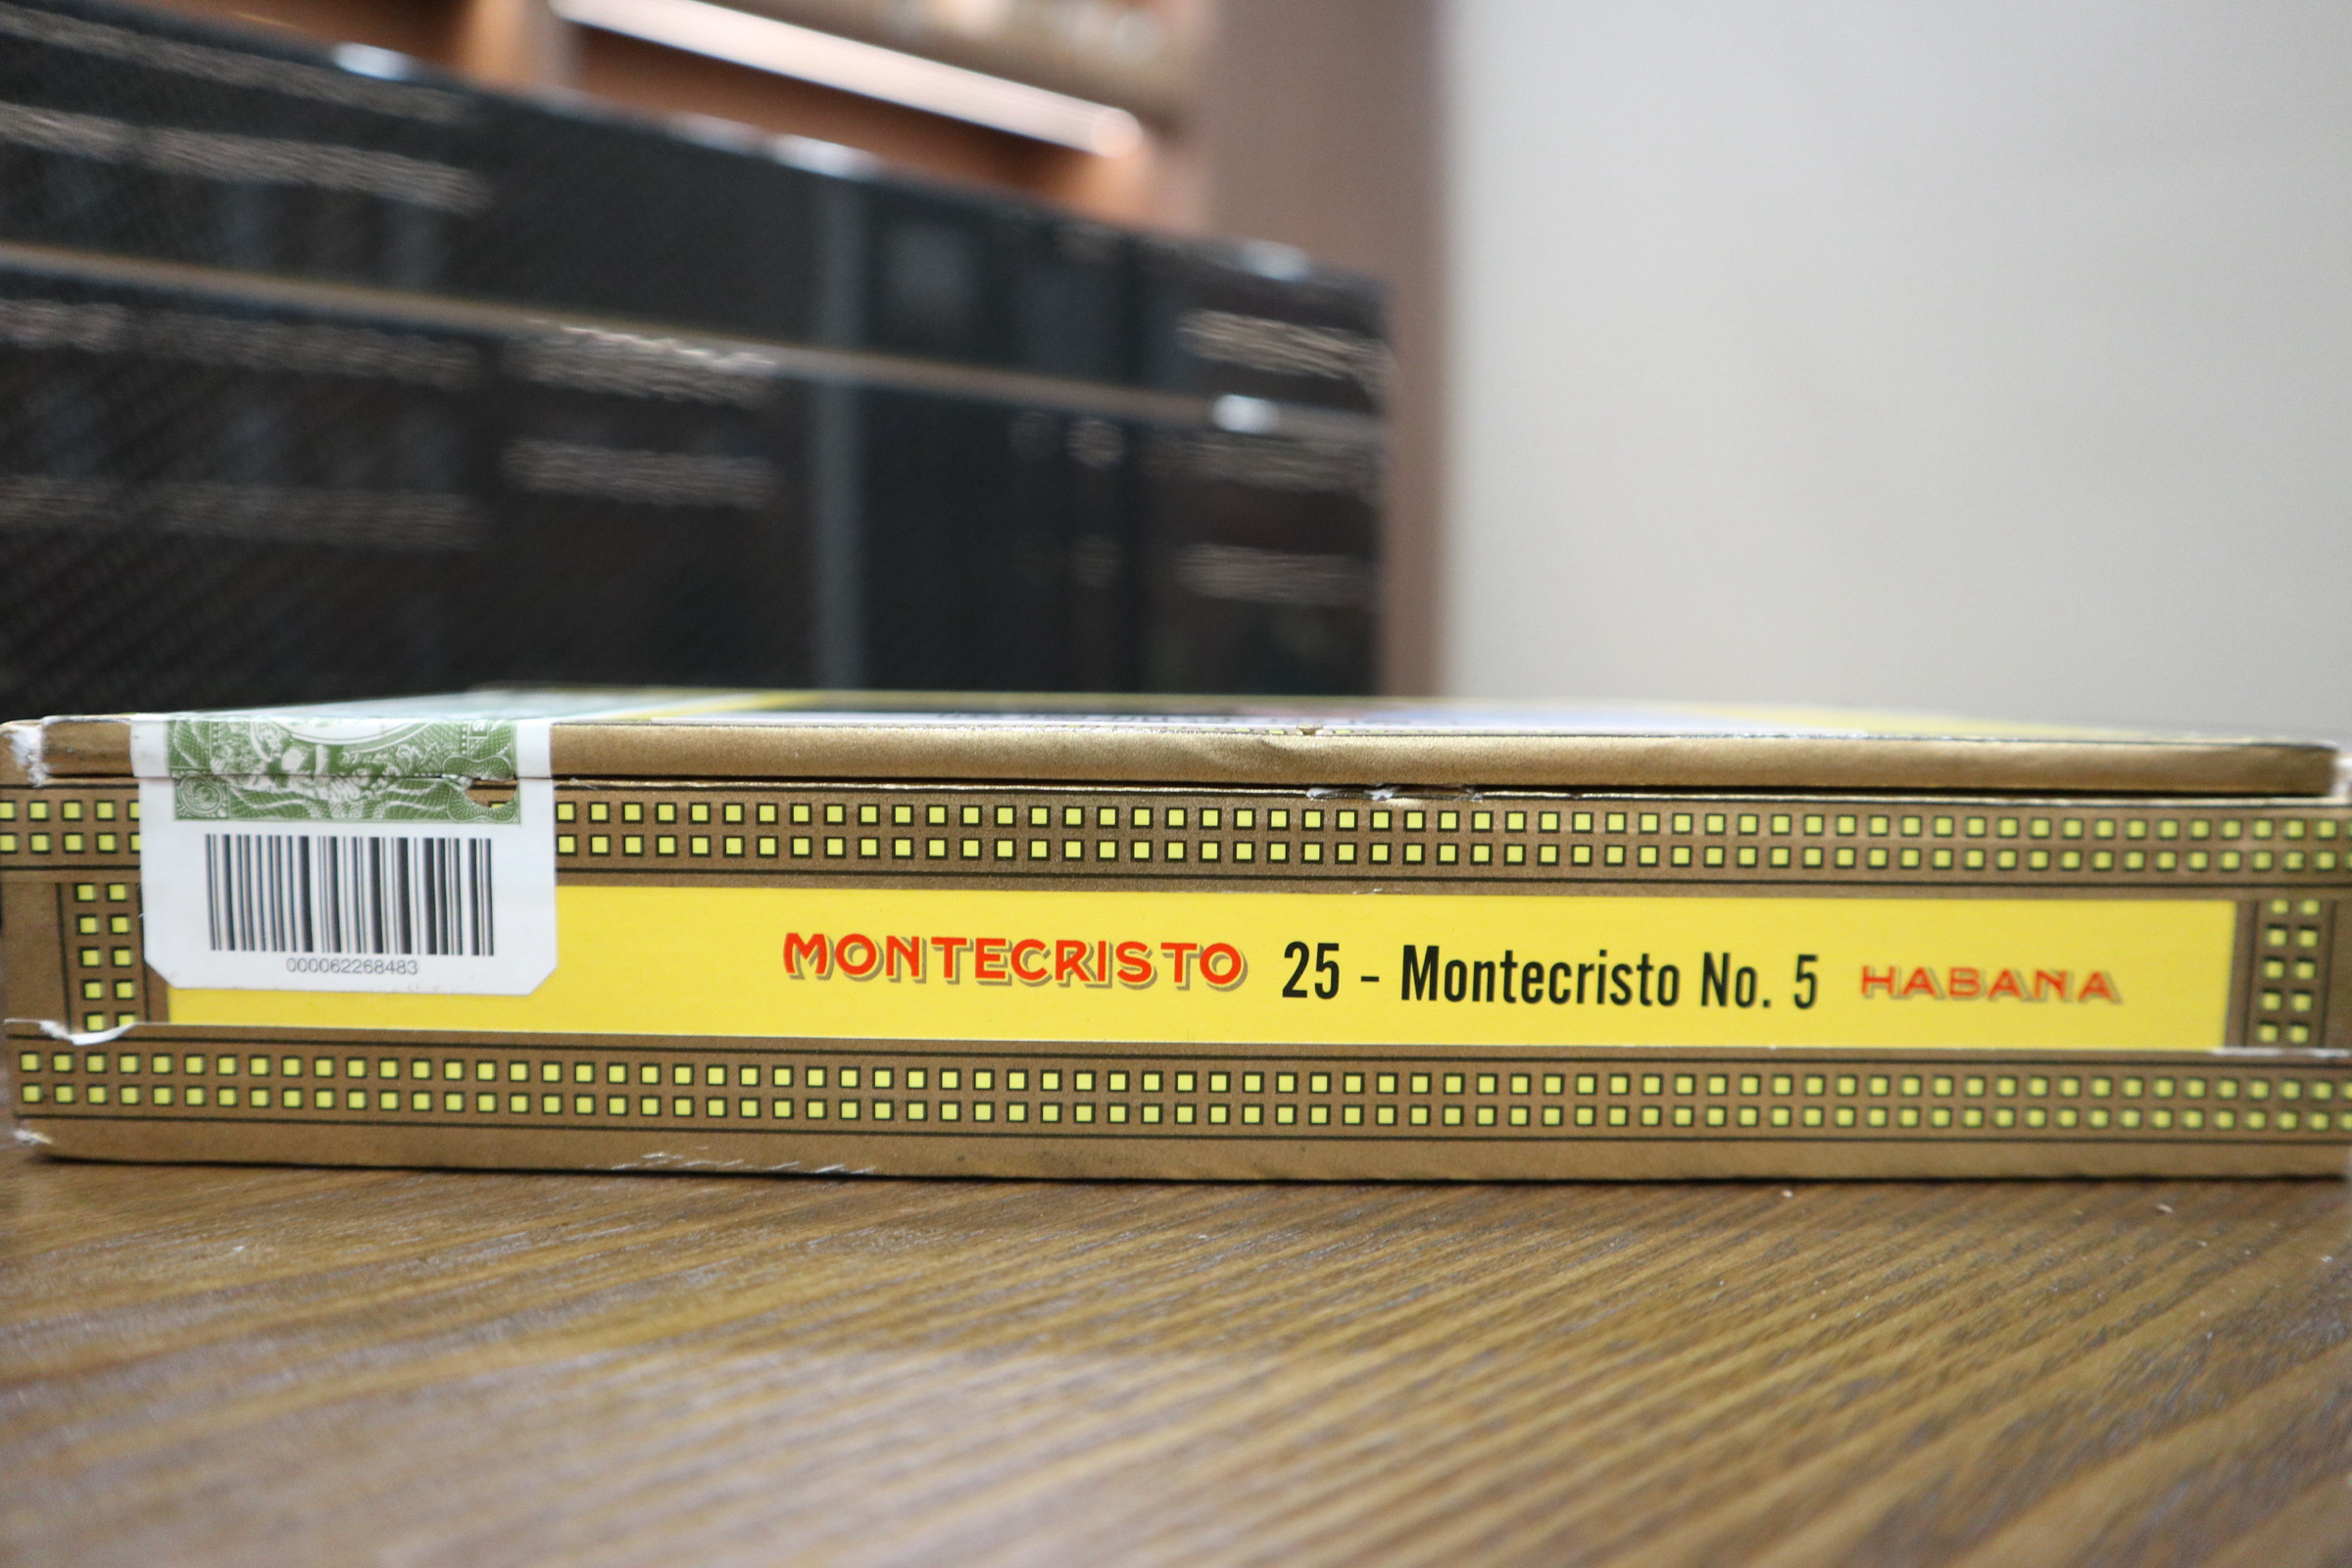 000062268483
MONTECRISTO 25 - Montecristo No. 5 HABANA